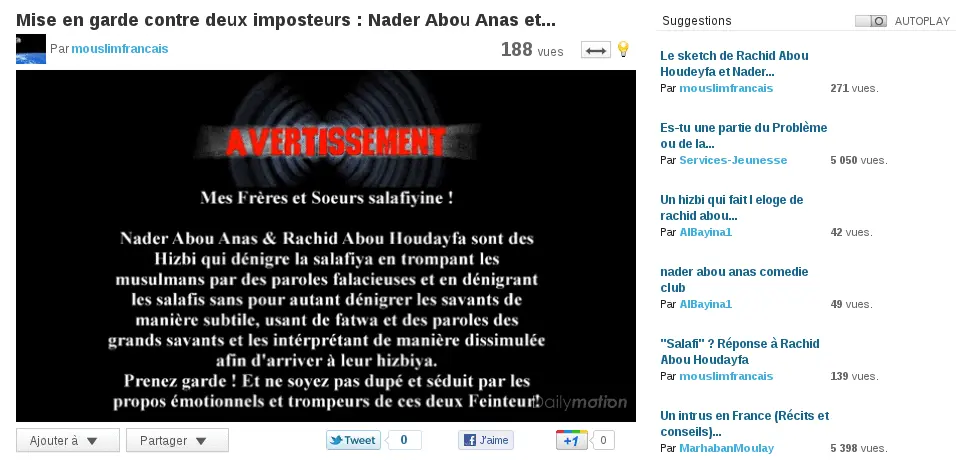 Mise en garde contre deux imposteurs : Nader Abou Anas et...
Par mouslimfrancais
188 vues
AVERTISSEMENT
Mes Frères et Soeurs salafiyine !
Nader Abou Anas & Rachid Abou Houdayfa sont des
Hizbi qui dénigre la salafiya en trompant les
musulmans par des paroles falacieuses et en dénigrant
les salafis sans pour autant dénigrer les savants de
manière subtile, usant de fatwa et des paroles des
grands savants et les intérprétant de manière dissimulée
afin d'arriver à leur hizbiya.
Prenez garde ! Et ne soyez pas dupé et séduit par les
propos émotionnels et trompeurs de ces deux Feinteur!
Dailymotion
Ajouter à
Partager
Tweet
0
J'aime
+1
0
Suggestions
AUTOPLAY
Le sketch de Rachid Abou
Houdeyfa et Nader...
Par mouslimfrancais
271 vues.
Es-tu une partie du Problème
ou de la...
Par Services-Jeunesse
5 050 vues.
Un hizbi qui fait l eloge de
rachid abou...
Par AlBayina1
42 vues.
nader abou anas comedie
club
Par AlBayina1
49 vues.
"Salafi" ? Réponse à Rachid
Abou Houdayfa
Par mouslimfrancais
139 vues.
Un intrus en France (Récits et
conseils)...
Par MarhabanMoulay
5 398 vues.